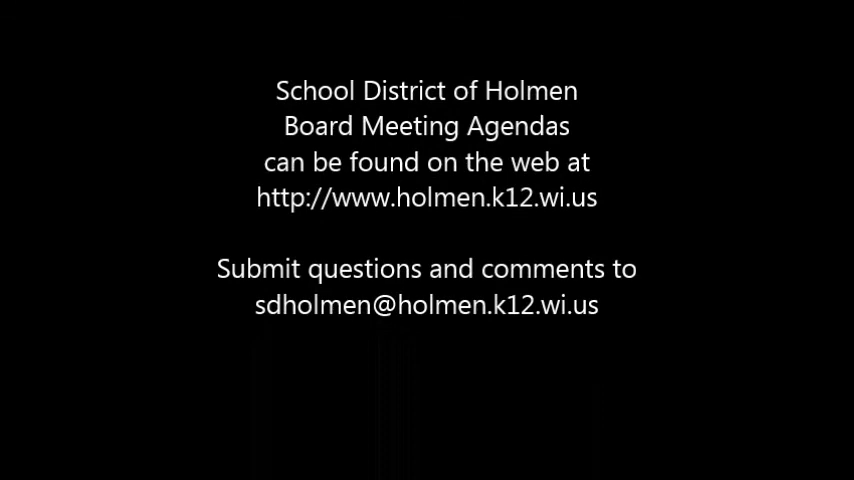 School District of Holmen
Board Meeting Agendas
can be found on the web at
http://www.holmen.k12.wi.us
Submit questions and comments to
sdholmen@holmen.k12.wi.us